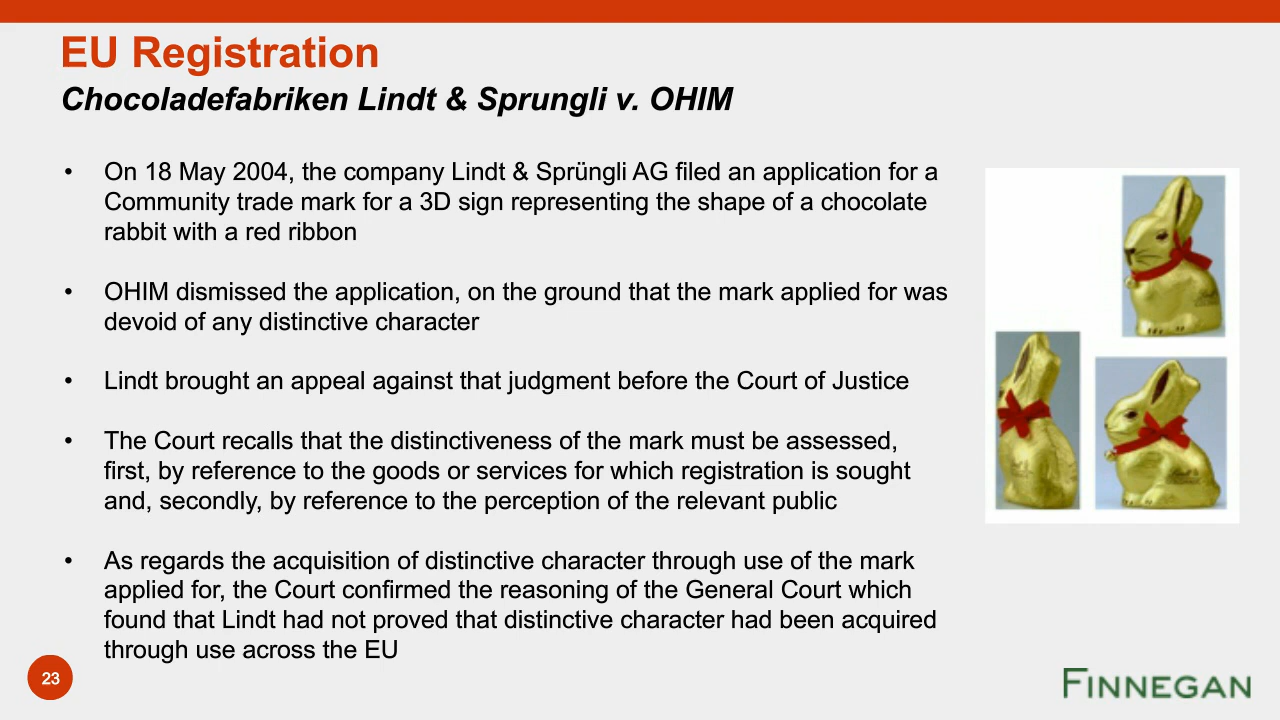 EU Registration
Chocoladefabriken Lindt & Sprungli v. OHIM
• On 18 May 2004, the company Lindt & Sprüngli AG filed an application for a
Community trade mark for a 3D sign representing the shape of a chocolate
rabbit with a red ribbon
• OHIM dismissed the application, on the ground that the mark applied for was
devoid of any distinctive character
• Lindt brought an appeal against that judgment before the Court of Justice
• The Court recalls that the distinctiveness of the mark must be assessed,
first, by reference to the goods or services for which registration is sought
and, secondly, by reference to the perception of the relevant public
• As regards the acquisition of distinctive character through use of the mark
applied for, the Court confirmed the reasoning of the General Court which
found that Lindt had not proved that distinctive character had been acquired
through use across the EU
23
FINNEGAN